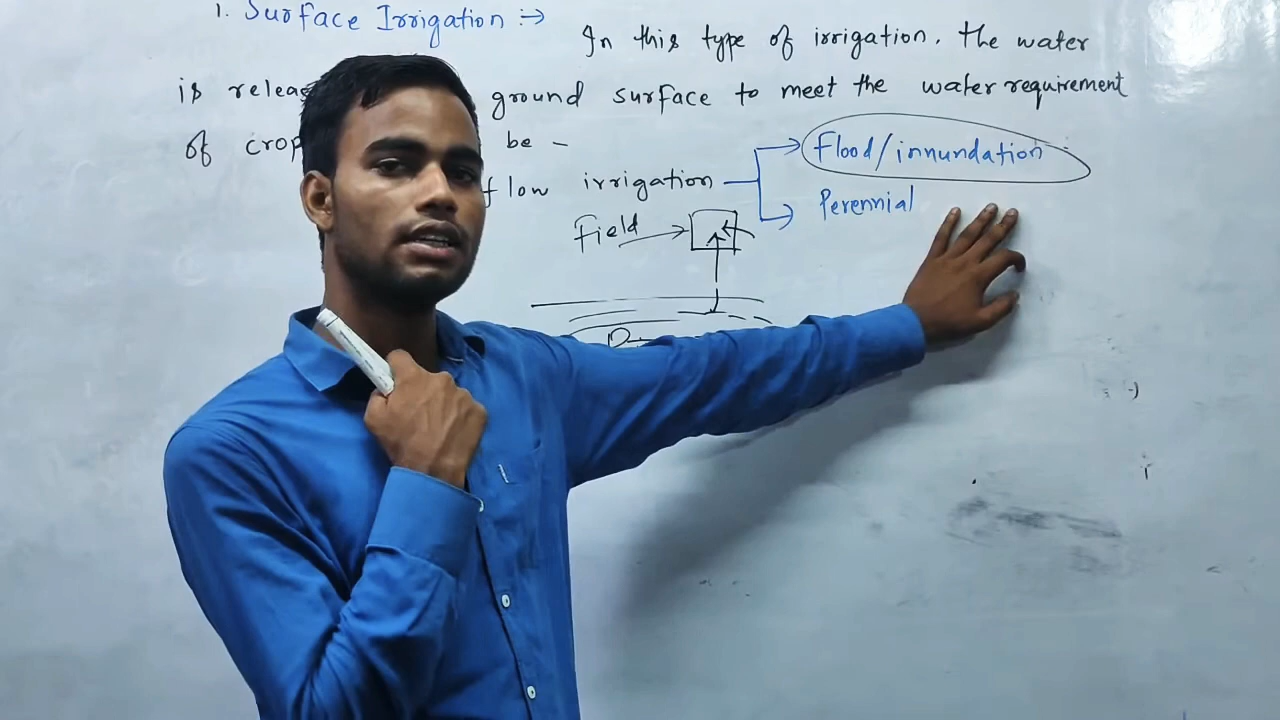 1. Surface Irrigation :->
In this type of irrigation. the water
is relea ground surface to meet the water requirement
of crop be -
flow irrigation
Flood/innundation
Perennial
Field